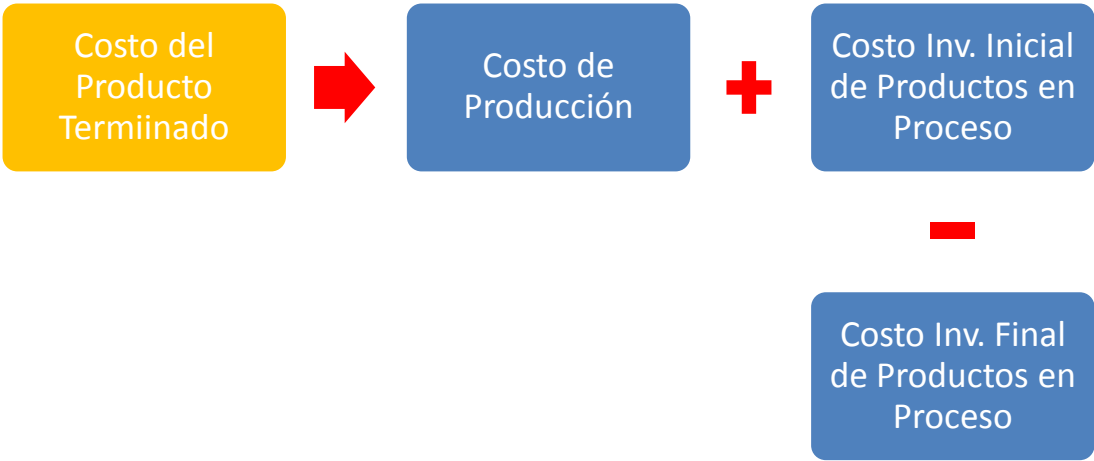 Costo del
Producto
Termiinado
Costo de
Producción
Costo Inv. Inicial
de Productos en
Proceso
Costo Inv. Final
de Productos en
Proceso